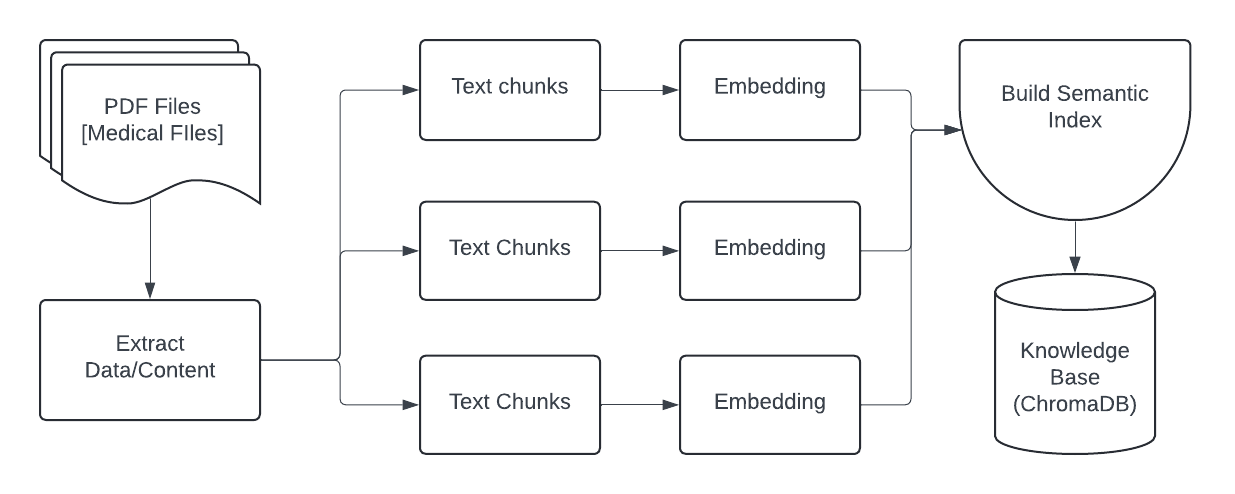 PDF Files
[Medical FIles]
Extract
Data/Content
Text chunks
Embedding
Text Chunks
Embedding
Text Chunks
Embedding
Build Semantic
Index
Knowledge
Base
(ChromaDB)